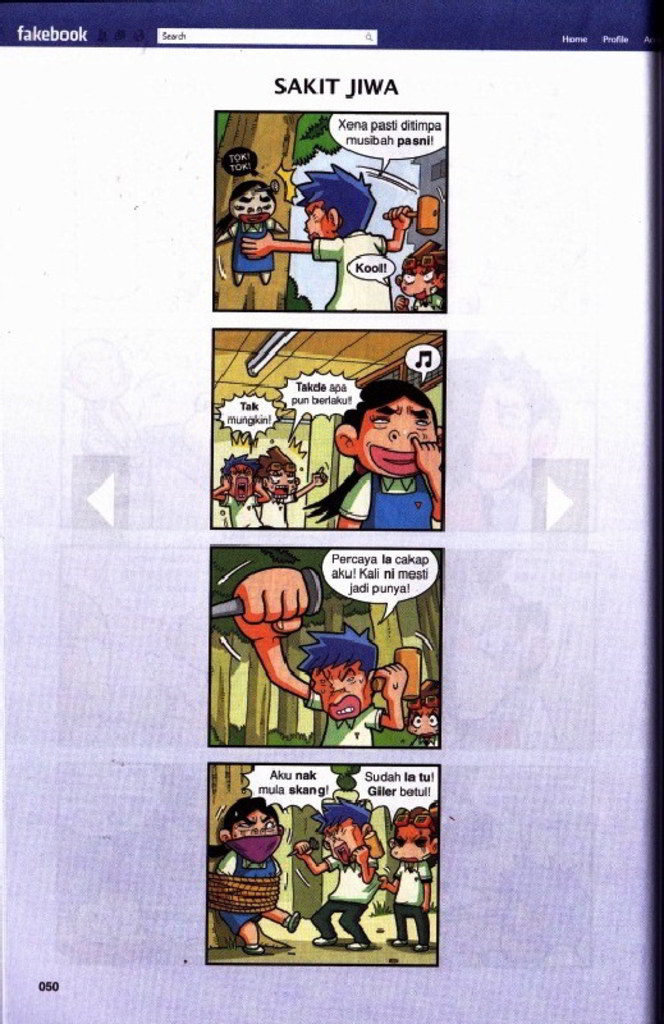 fakebook
Search
Home Profile
SAKIT JIWA
Xena pasti ditimpa
musibah pasni!
TOK!
TOK!
Kool!
Takde apa
pun berlaku!!
Tak
mungkin!
Percaya la cakap
aku! Kali ni mesti
jadi punya!
Aku nak
mula skang!
Sudah la tu!
Giler betul!
050